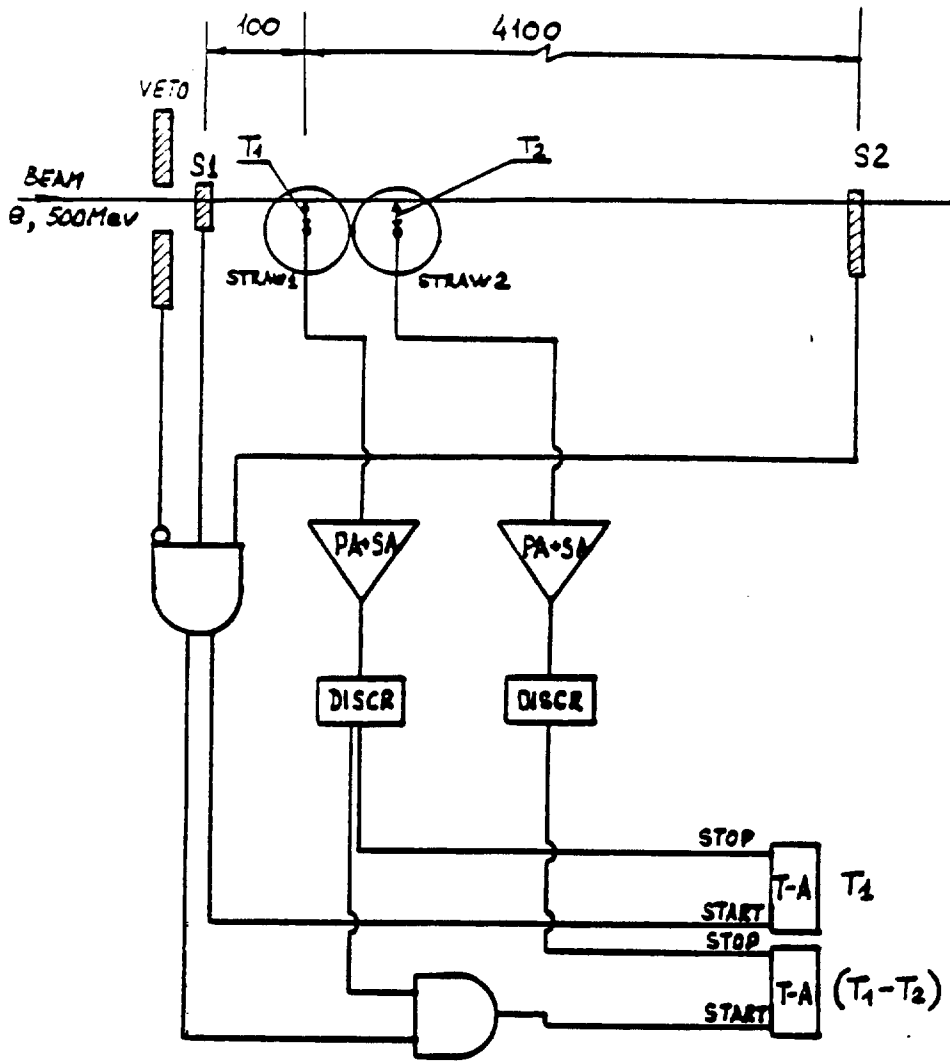 100
4100
VETO
S1
T1
T2
S2
BEAM
e, 500Mev
STRAW1
STRAW2
PA+SA
PA+SA
DISCR
DISCR
STOP
T-A
T1
START
STOP
T-A
(T1-T2)
START